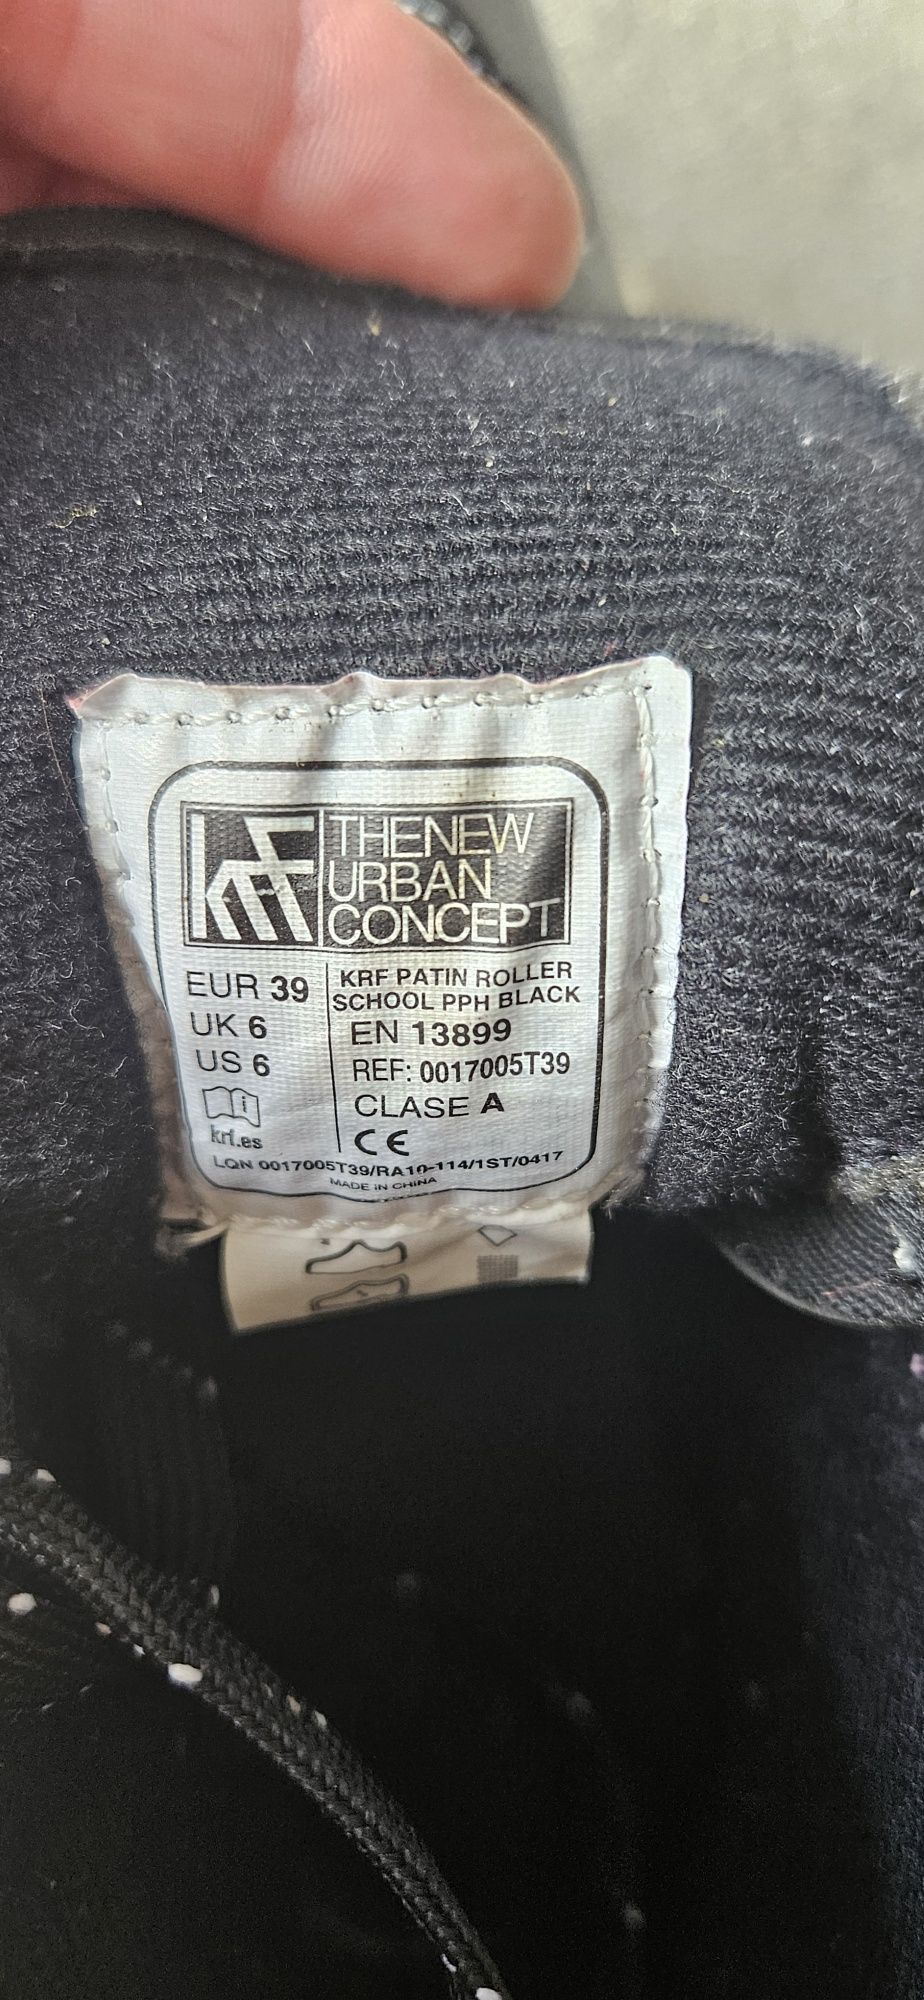 krf
THE NEW
URBAN
CONCEPT
EUR 39
UK 6
US 6
krf.es
KRF PATIN ROLLER
SCHOOL PPH BLACK
EN 13899
REF: 0017005T39
CLASE A
CE
LQN 0017005T39/RA10-114/1ST/0417
MADE IN CHINA